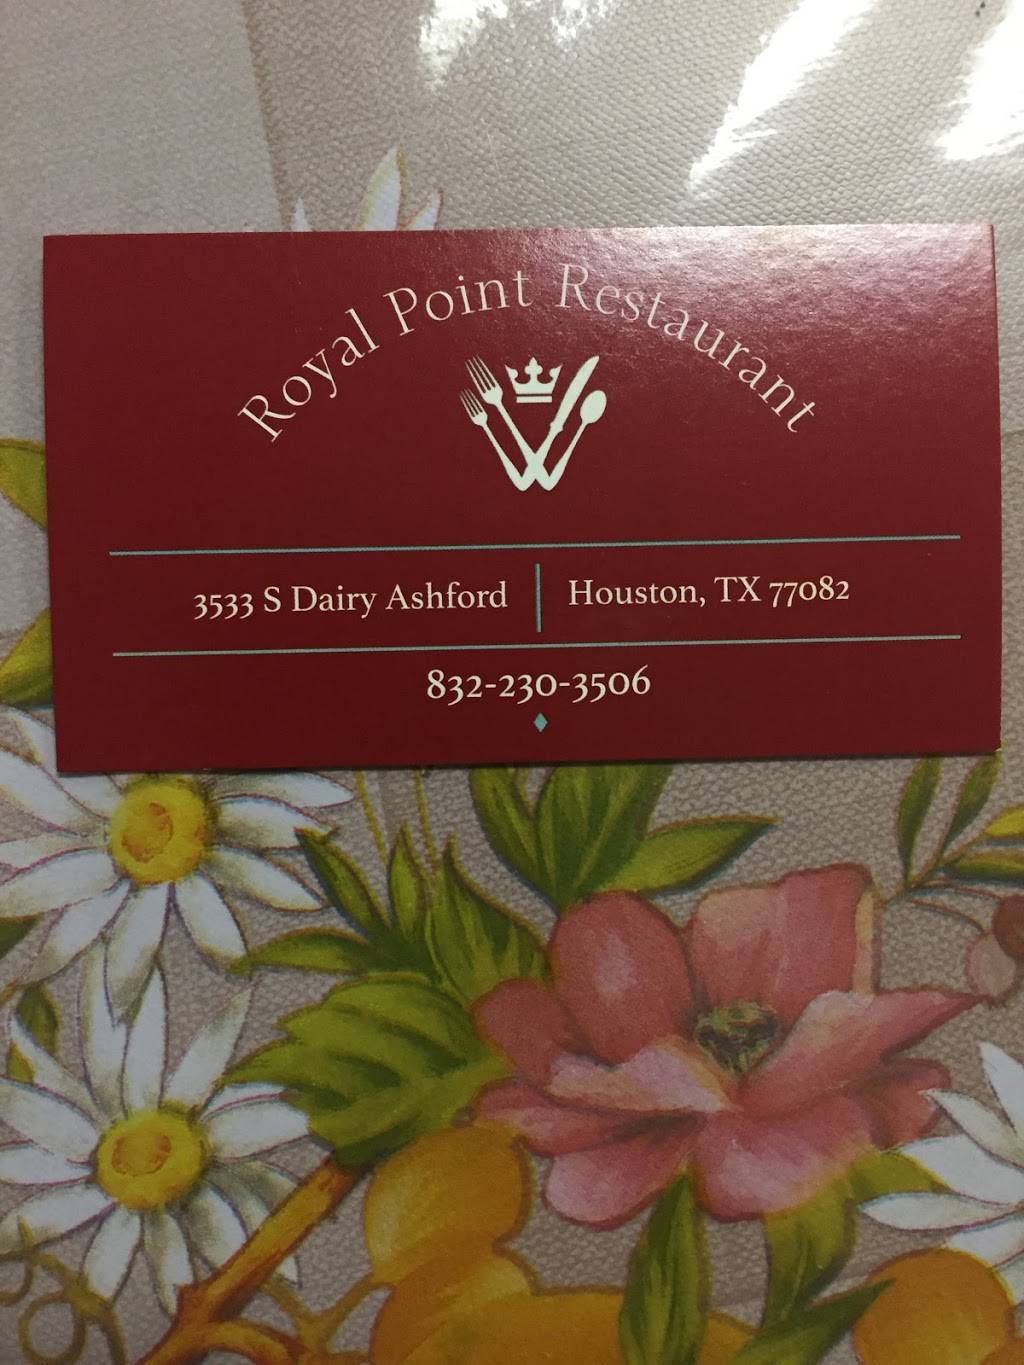 Royal Point Restaurant
3533 S Dairy Ashford
Houston, TX 77082
832-230-3506